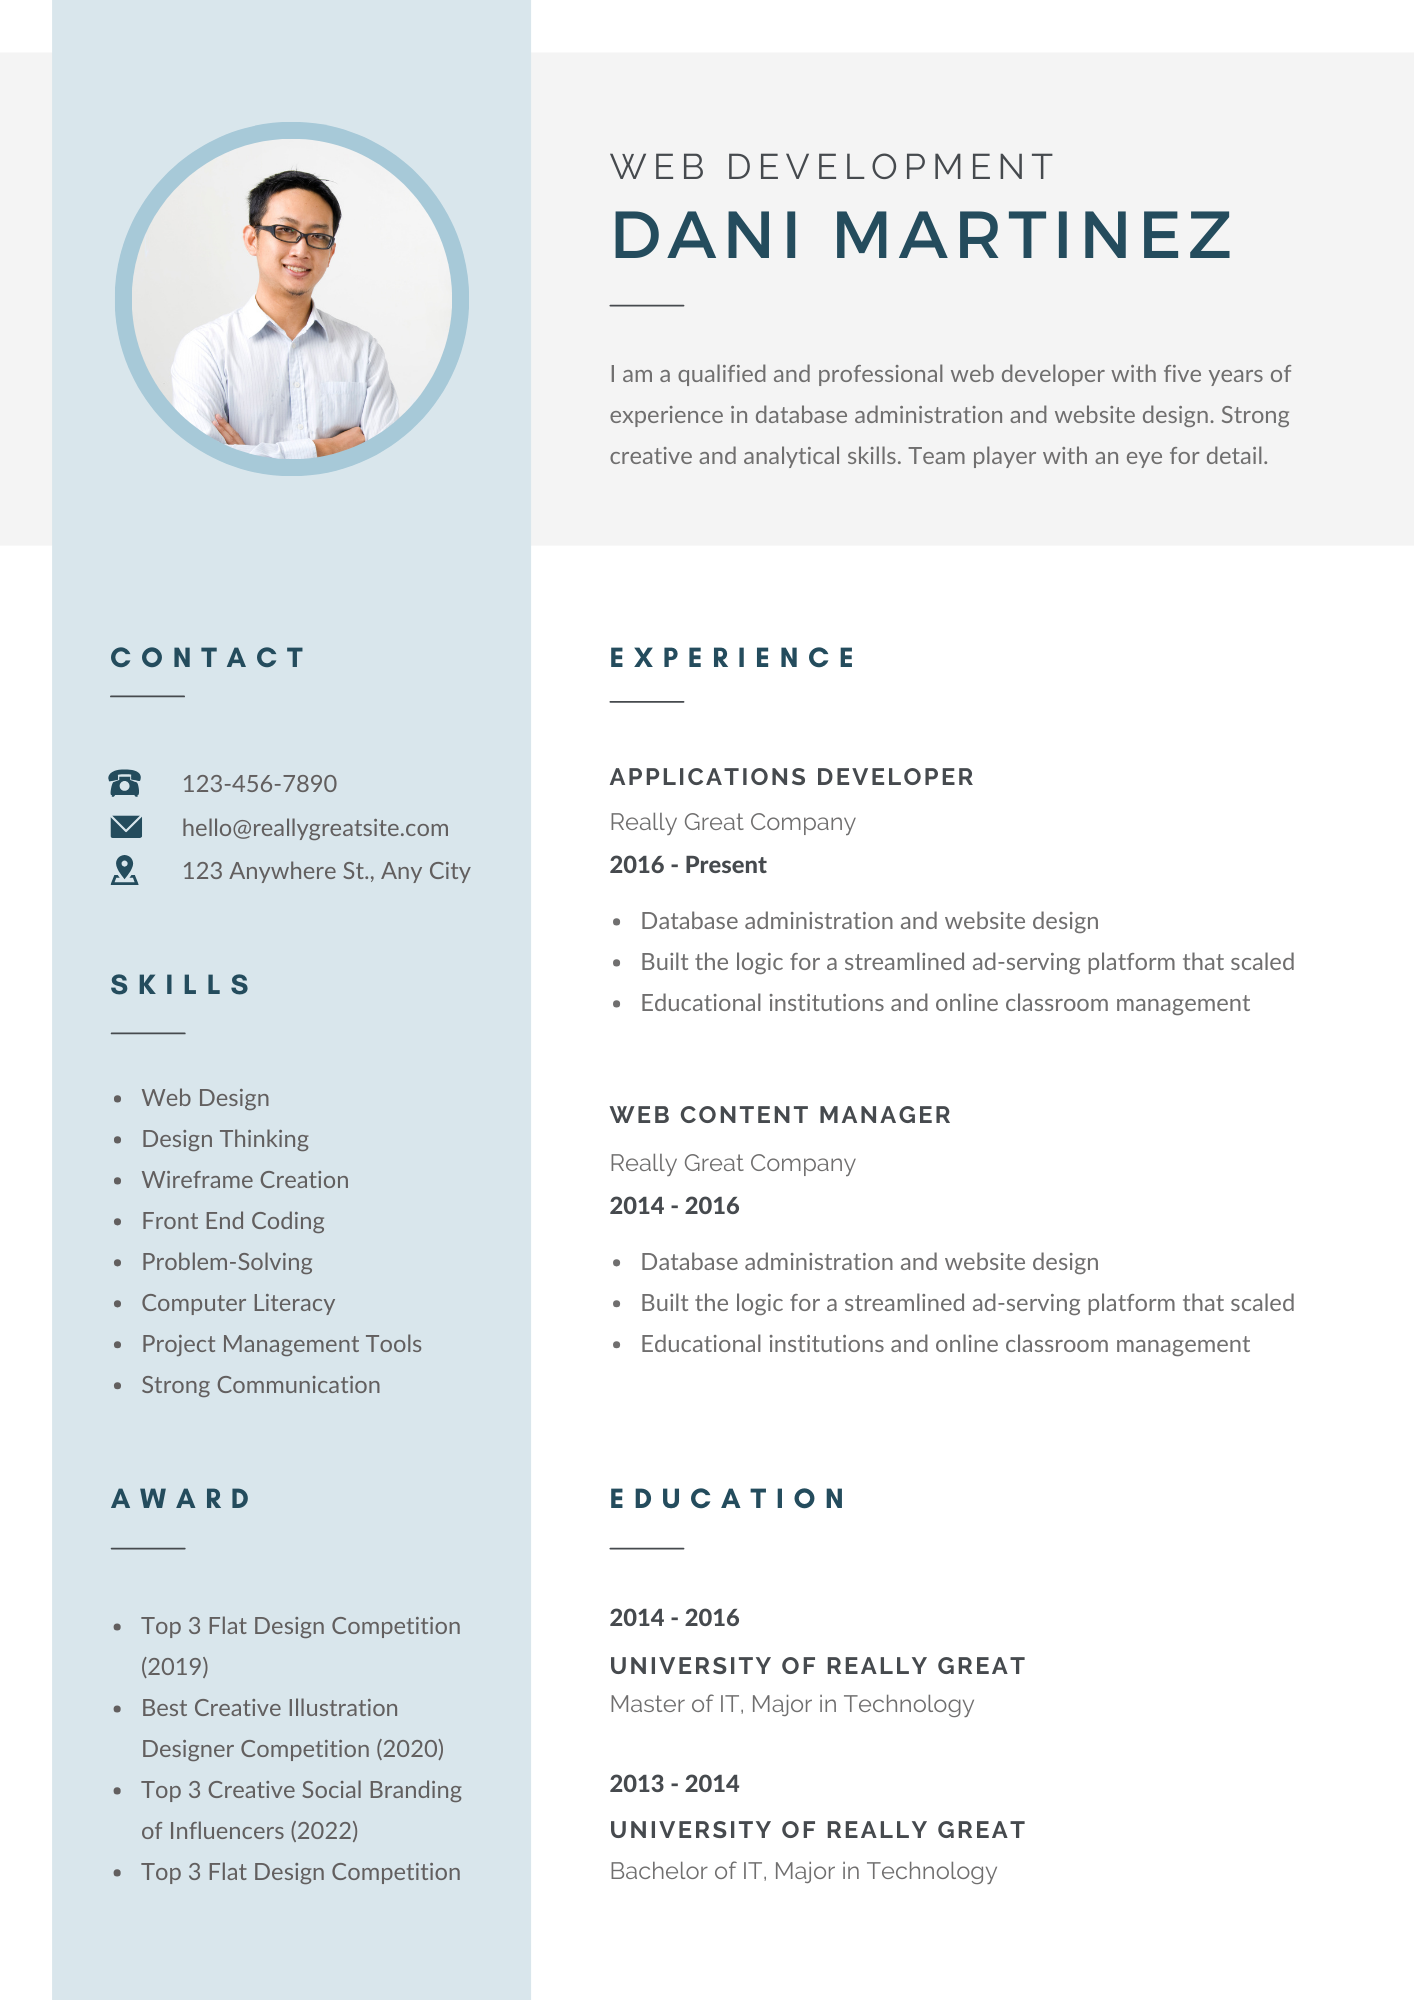 WEB DEVELOPMENT
DANI MARTINEZ
I am a qualified and professional web developer with five years of
experience in database administration and website design. Strong
creative and analytical skills. Team player with an eye for detail.
CONTACT
123-456-7890
hello@reallygreatsite.com
123 Anywhere St., Any City
SKILLS
• Web Design
• Design Thinking
• Wireframe Creation
• Front End Coding
• Problem-Solving
• Computer Literacy
• Project Management Tools
• Strong Communication
AWARD
• Top 3 Flat Design Competition
(2019)
• Best Creative Illustration
Designer Competition (2020)
• Top 3 Creative Social Branding
of Influencers (2022)
• Top 3 Flat Design Competition
EXPERIENCE
APPLICATIONS DEVELOPER
Really Great Company
2016 - Present
• Database administration and website design
• Built the logic for a streamlined ad-serving platform that scaled
• Educational institutions and online classroom management
WEB CONTENT MANAGER
Really Great Company
2014 - 2016
• Database administration and website design
• Built the logic for a streamlined ad-serving platform that scaled
• Educational institutions and online classroom management
EDUCATION
2014 - 2016
UNIVERSITY OF REALLY GREAT
Master of IT, Major in Technology
2013 - 2014
UNIVERSITY OF REALLY GREAT
Bachelor of IT, Major in Technology